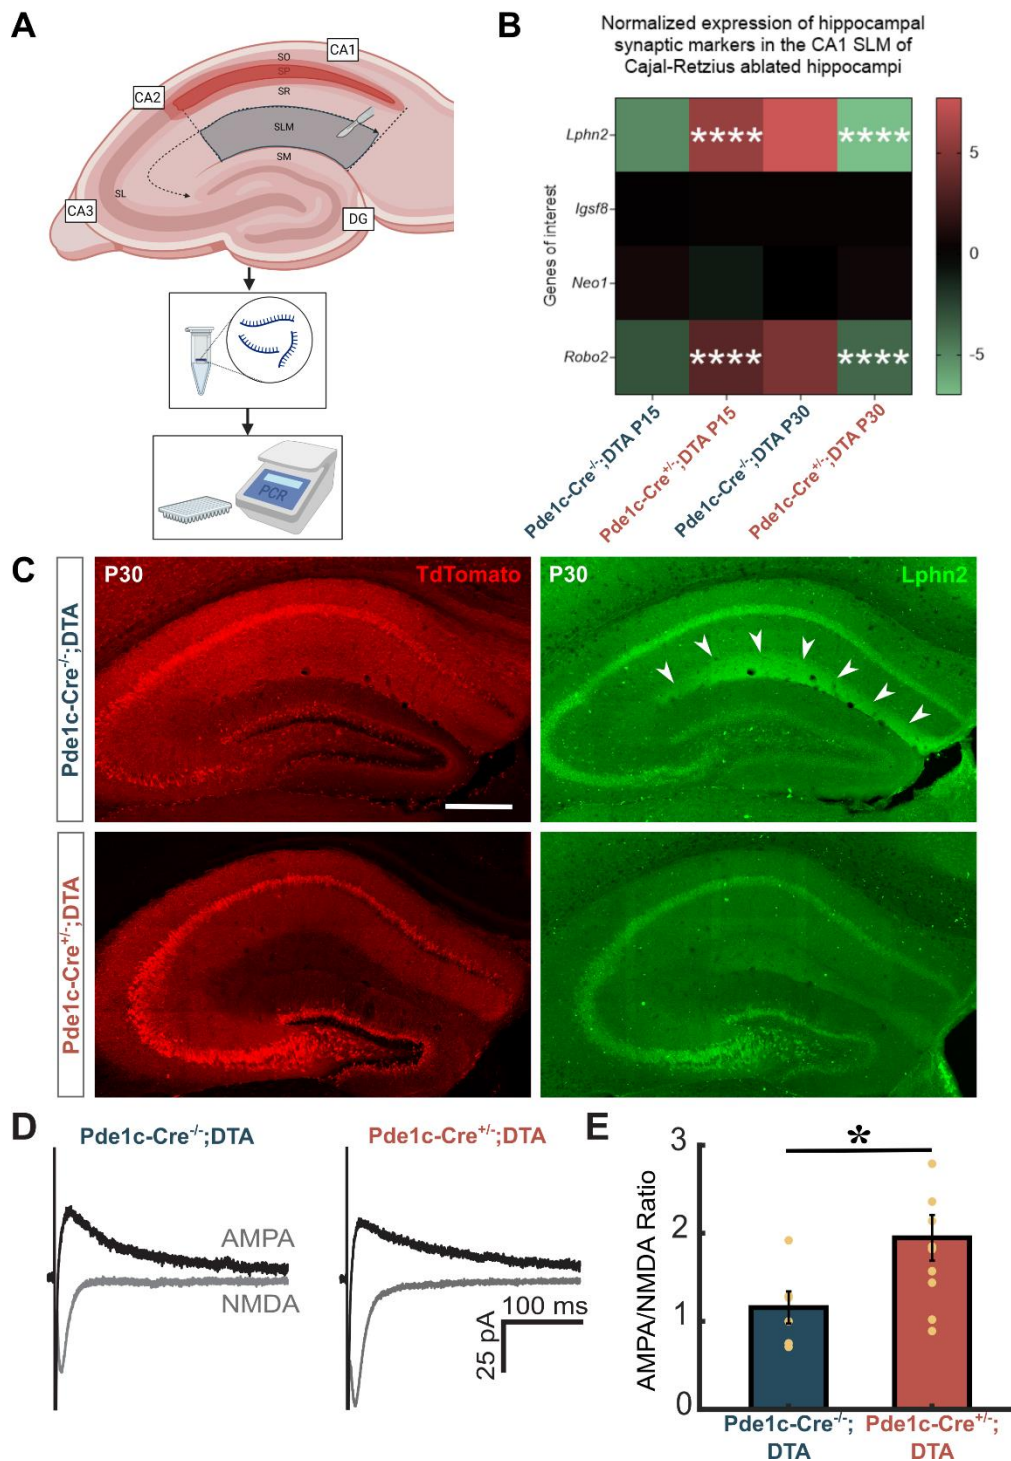 A
CA1
SO
SP
SR
CA2
SLM
SM
SL
CA3
DG
PCR
B
Normalized expression of hippocampal
synaptic markers in the CA1 SLM of
Cajal-Retzius ablated hippocampi
Genes of interest
Lphn2
**** ****
Igsf8
Neo1
Robo2
**** ****
5
0
-5
Pde1c-Cre-/-;DTA P15
Pde1c-Cre+/-;DTA P15
Pde1c-Cre-/-;DTA P30
Pde1c-Cre+/-;DTA P30
C
Pde1c-Cre-/-;DTA
P30 TdTomato
P30 Lphn2
Pde1c-Cre+/-;DTA
D
Pde1c-Cre-/-;DTA
Pde1c-Cre+/-;DTA
AMPA
NMDA
100 ms
25 pA
E
AMPA/NMDA Ratio
3
2
1
0
*
Pde1c-Cre-/-;
DTA
Pde1c-Cre+/-;
DTA